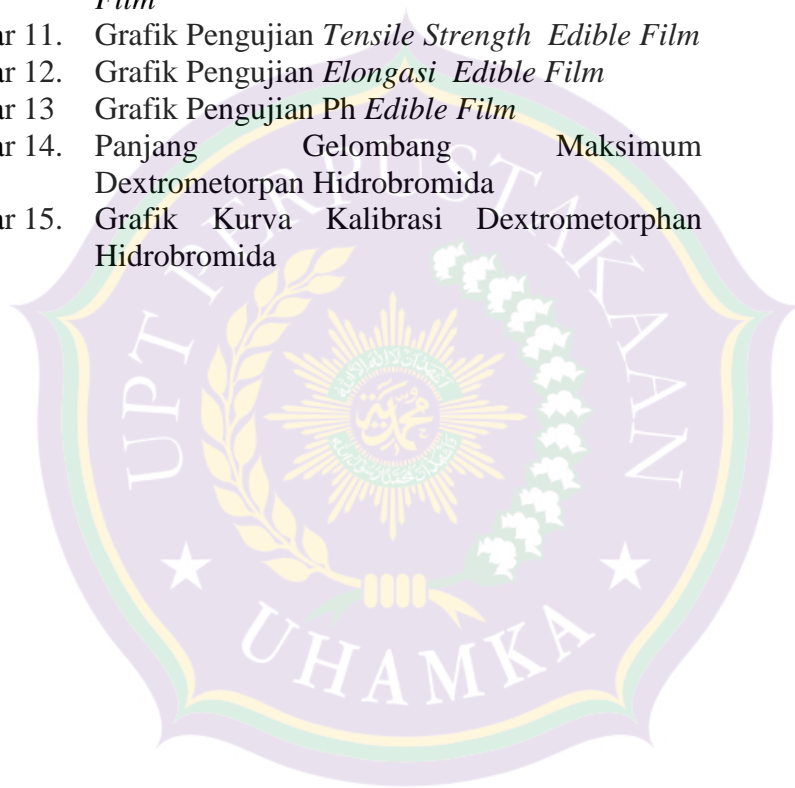 Film
ar 11. Grafik Pengujian Tensile Strength Edible Film
ar 12. Grafik Pengujian Elongasi Edible Film
ar 13 Grafik Pengujian Ph Edible Film
ar 14. Panjang Gelombang Maksimum
Dextrometorpan Hidrobromida
ar 15. Grafik Kurva Kalibrasi Dextrometorphan
Hidrobromida
UPT PERPUSTAKAAN
UHAMKA